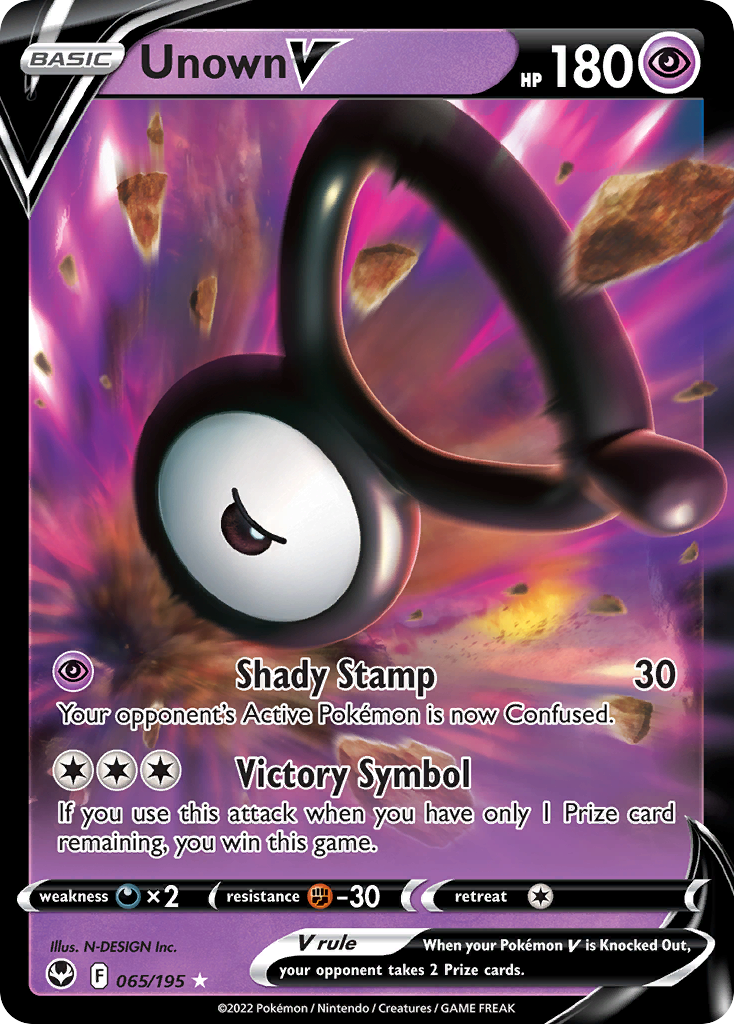 BASIC Unown V HP 180
Shady Stamp 30
Your opponent's Active Pokémon is now Confused.
Victory Symbol
If you use this attack when you have only 1 Prize card
remaining, you win this game.
weakness ×2 resistance -30 retreat
Illus. N-DESIGN Inc.
V rule When your Pokémon V is Knocked Out,
your opponent takes 2 Prize cards.
F 065/195
©2022 Pokémon / Nintendo / Creatures / GAME FREAK